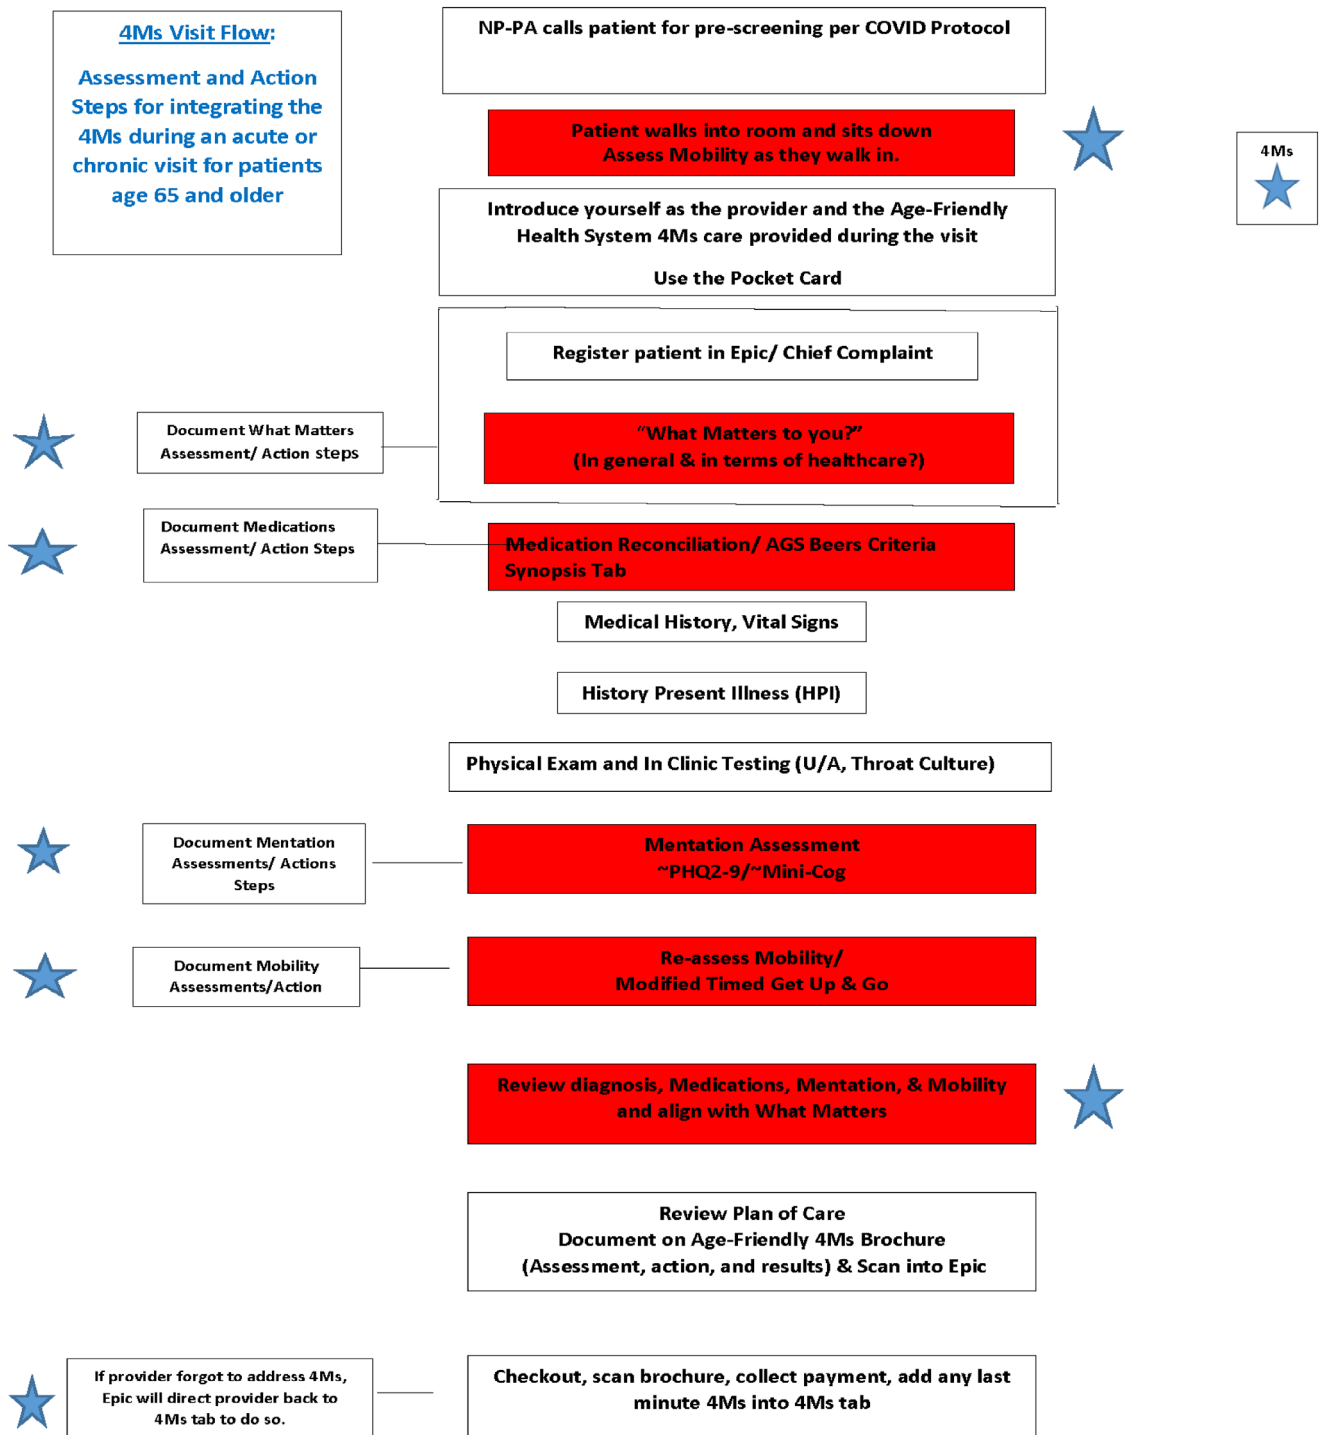 4Ms Visit Flow:
Assessment and Action
Steps for integrating the
4Ms during an acute or
chronic visit for patients
age 65 and older
NP-PA calls patient for pre-screening per COVID Protocol
Patient walks into room and sits down
Assess Mobility as they walk in.
4Ms
Introduce yourself as the provider and the Age-Friendly
Health System 4Ms care provided during the visit
Use the Pocket Card
Register patient in Epic/ Chief Complaint
Document What Matters
Assessment/ Action steps
“What Matters to you?”
(In general & in terms of healthcare?)
Document Medications
Assessment/ Action Steps
Medication Reconciliation/ AGS Beers Criteria
Synopsis Tab
Medical History, Vital Signs
History Present Illness (HPI)
Physical Exam and In Clinic Testing (U/A, Throat Culture)
Document Mentation
Assessments/ Actions
Steps
Mentation Assessment
~PHQ2-9/~Mini-Cog
Document Mobility
Assessments/Action
Re-assess Mobility/
Modified Timed Get Up & Go
Review diagnosis, Medications, Mentation, & Mobility
and align with What Matters
Review Plan of Care
Document on Age-Friendly 4Ms Brochure
(Assessment, action, and results) & Scan into Epic
If provider forgot to address 4Ms,
Epic will direct provider back to
4Ms tab to do so.
Checkout, scan brochure, collect payment, add any last
minute 4Ms into 4Ms tab